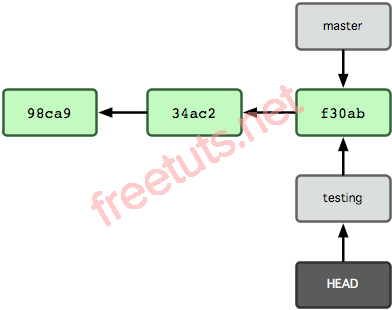 master
98ca9
34ac2
f30ab
freetuts.net
testing
HEAD